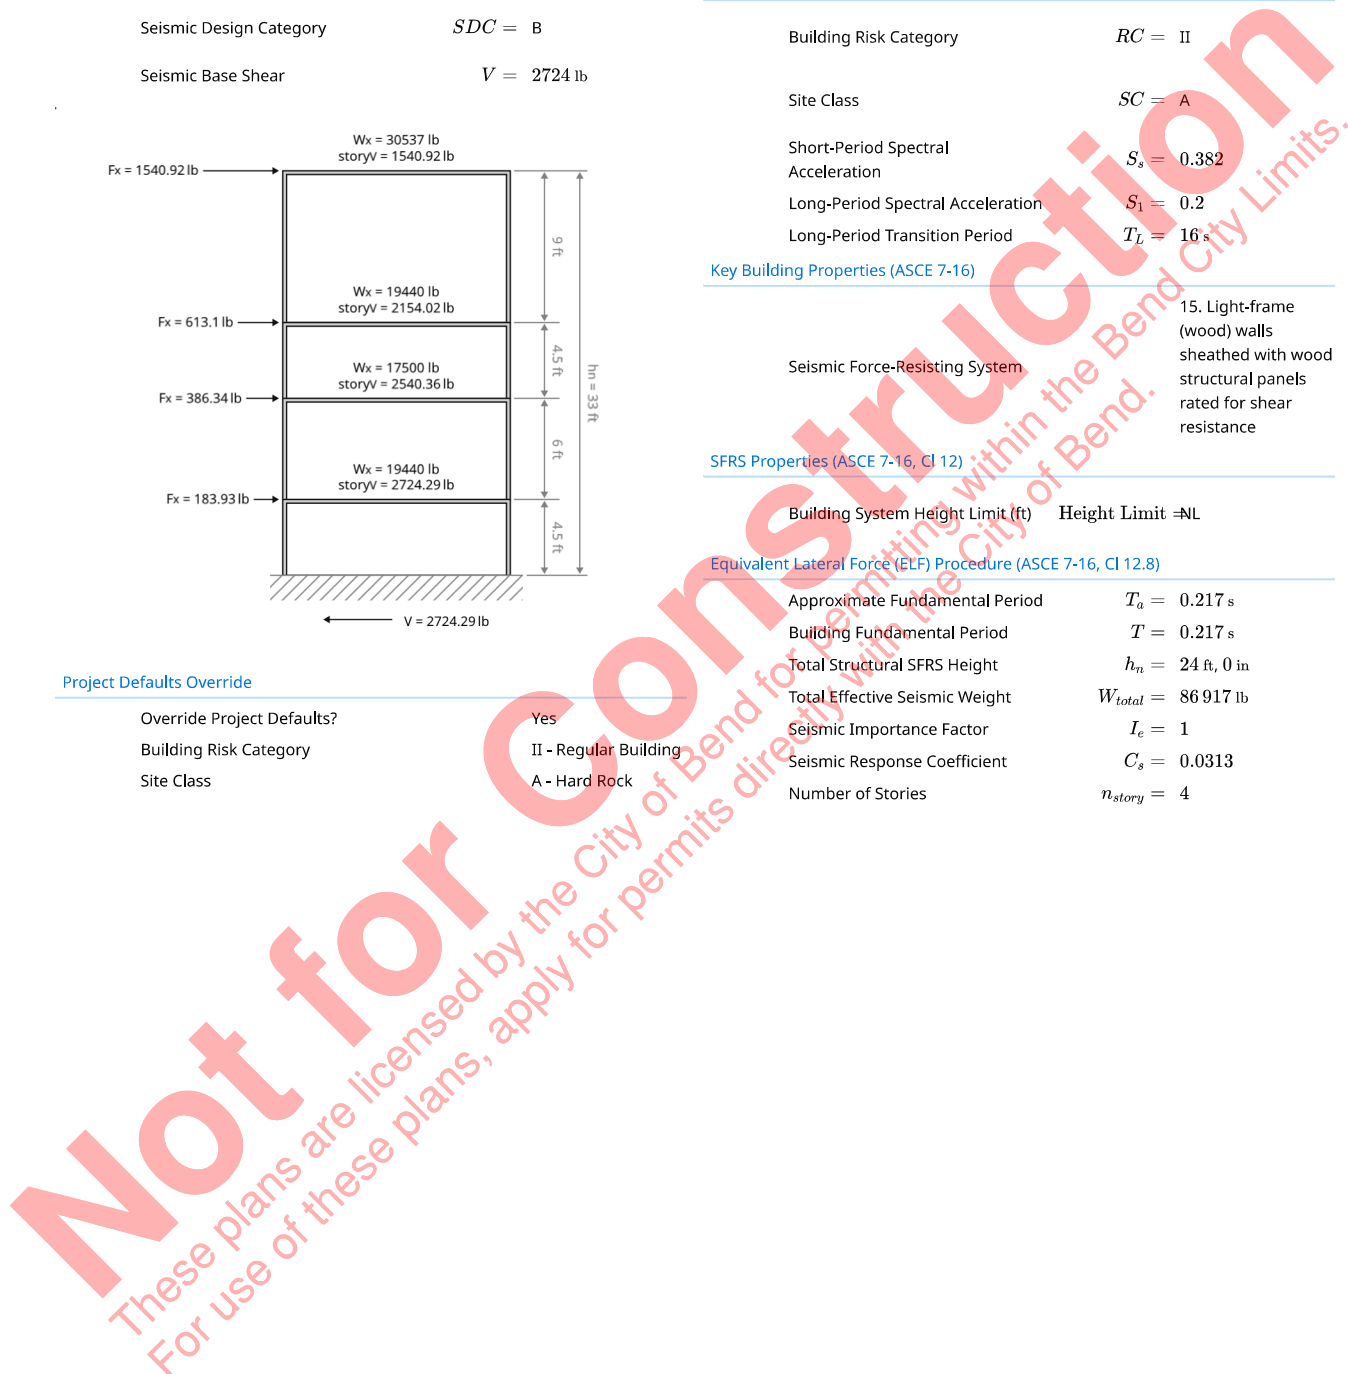 Seismic Design Category SDC = B
Seismic Base Shear V = 2724 lb
Wx = 30537 lb
storyV = 1540.92 lb
Fx = 1540.92 lb
9 ft
Wx = 19440 lb
storyV = 2154.02 lb
Fx = 613.1 lb
4.5 ft
Wx = 17500 lb
storyV = 2540.36 lb
Fx = 386.34 lb
hn = 33 ft
6 ft
Wx = 19440 lb
storyV = 2724.29 lb
Fx = 183.93 lb
4.5 ft
V = 2724.29 lb
Project Defaults Override
Override Project Defaults? Yes
Building Risk Category II - Regular Building
Site Class A - Hard Rock
Building Risk Category RC = II
Site Class SC = A
Short-Period Spectral
Acceleration
S_s = 0.382
Long-Period Spectral Acceleration S_1 = 0.2
Long-Period Transition Period T_L = 16 s
Key Building Properties (ASCE 7-16)
Seismic Force-Resisting System
15. Light-frame
(wood) walls
sheathed with wood
structural panels
rated for shear
resistance
SFRS Properties (ASCE 7-16, Cl 12)
Building System Height Limit (ft) Height Limit = NL
Equivalent Lateral Force (ELF) Procedure (ASCE 7-16, Cl 12.8)
Approximate Fundamental Period T_a = 0.217 s
Building Fundamental Period T = 0.217 s
Total Structural SFRS Height h_n = 24 ft, 0 in
Total Effective Seismic Weight W_total = 86 917 lb
Seismic Importance Factor I_e = 1
Seismic Response Coefficient C_s = 0.0313
Number of Stories n_story = 4
Not for Construction
These plans are licensed by the City of Bend for permitting within the Bend City Limits.
For use of these plans, apply for permits directly with the City of Bend.